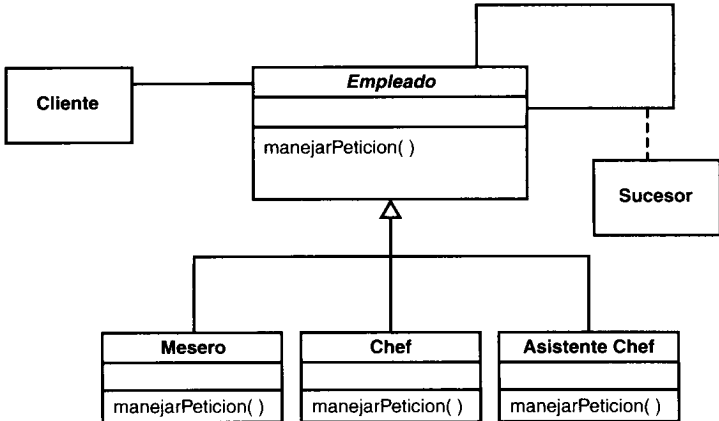 Empleado
Cliente
manejarPeticion( )
Sucesor
Mesero
Chef
Asistente Chef
manejarPeticion( )
manejarPeticion( )
manejarPeticion( )